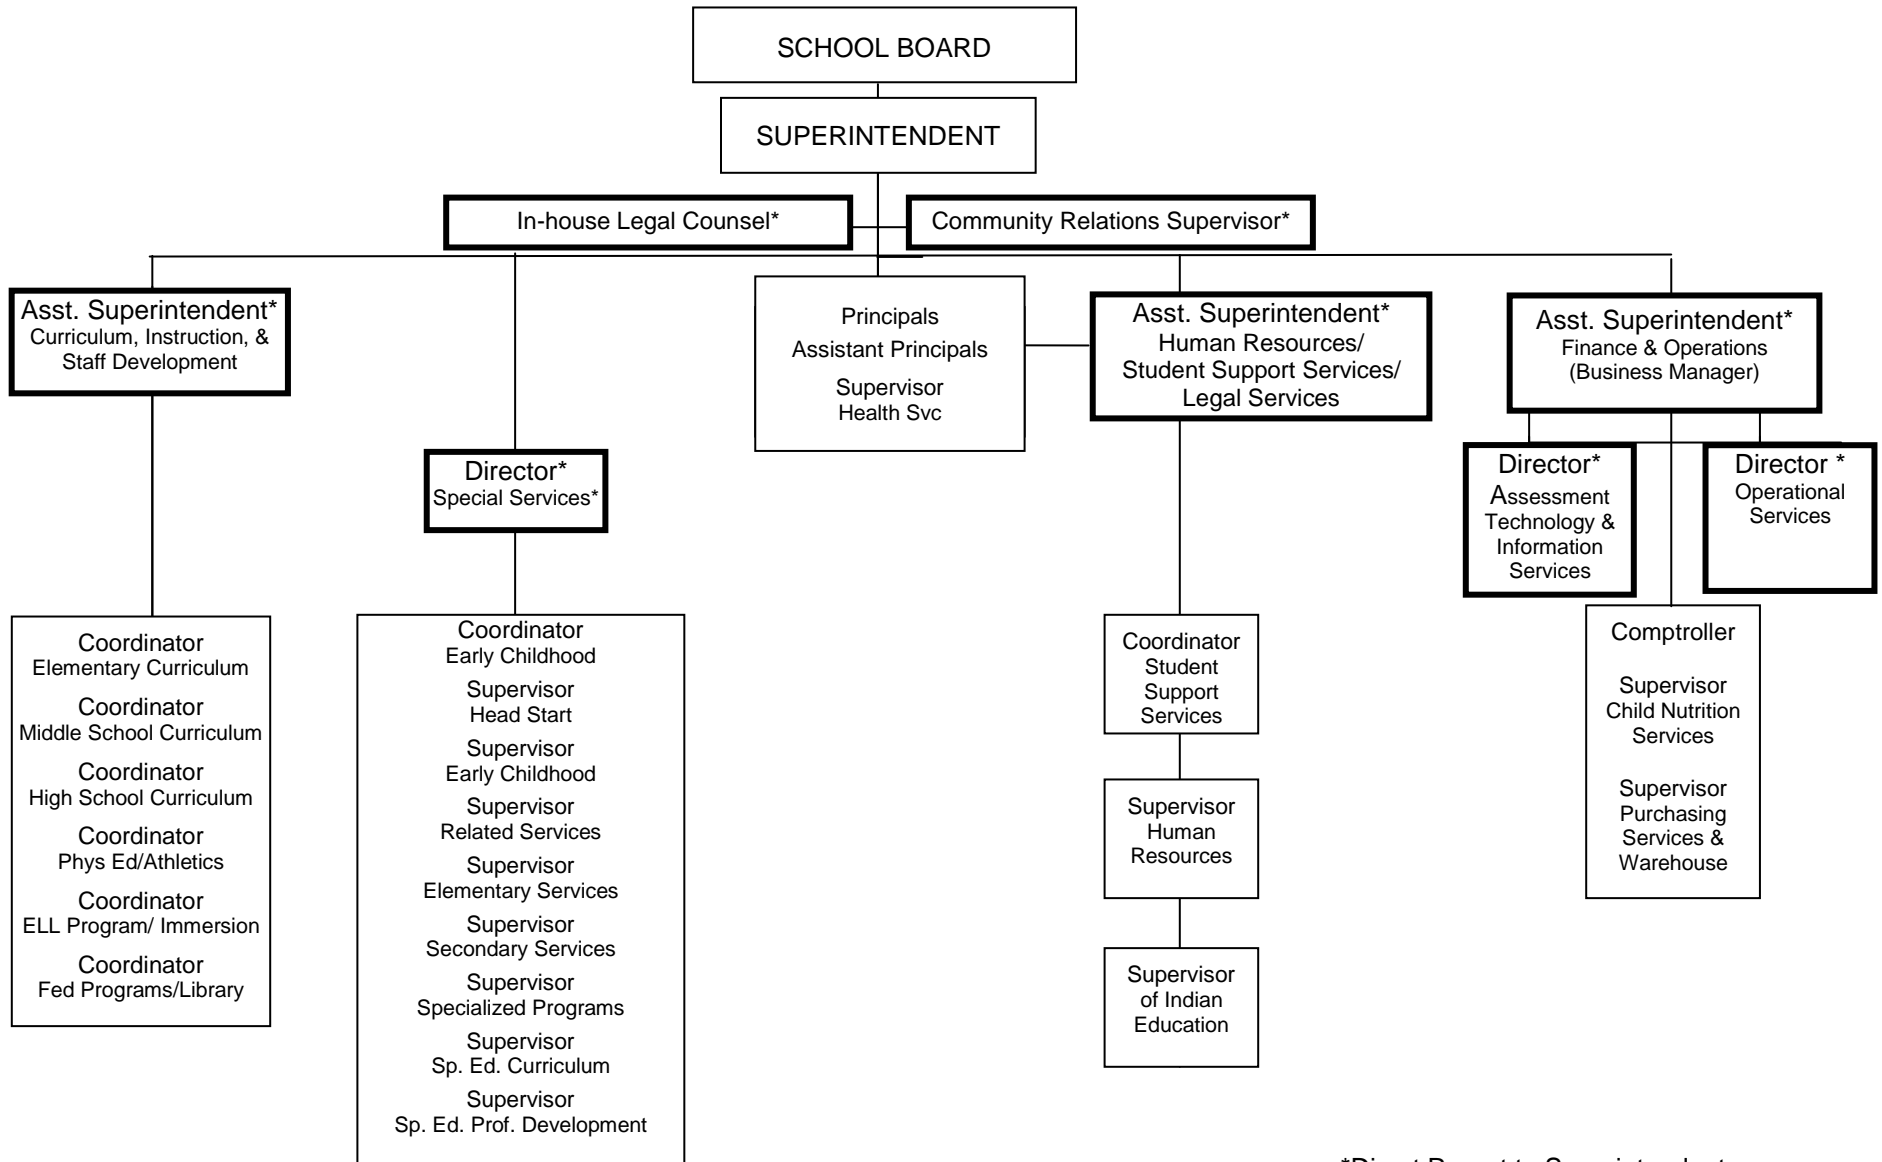 SCHOOL BOARD
SUPERINTENDENT
In-house Legal Counsel*
Community Relations Supervisor*
Asst. Superintendent*
Curriculum, Instruction, &
Staff Development
Director*
Special Services*
Principals
Assistant Principals
Supervisor
Health Svc
Asst. Superintendent*
Human Resources/
Student Support Services/
Legal Services
Asst. Superintendent*
Finance & Operations
(Business Manager)
Director*
Assessment
Technology &
Information
Services
Director *
Operational
Services
Coordinator
Elementary Curriculum
Coordinator
Middle School Curriculum
Coordinator
High School Curriculum
Coordinator
Phys Ed/Athletics
Coordinator
ELL Program/ Immersion
Coordinator
Fed Programs/Library
Coordinator
Early Childhood
Supervisor
Head Start
Supervisor
Early Childhood
Supervisor
Related Services
Supervisor
Elementary Services
Supervisor
Secondary Services
Supervisor
Specialized Programs
Supervisor
Sp. Ed. Curriculum
Supervisor
Sp. Ed. Prof. Development
Coordinator
Student
Support
Services
Supervisor
Human
Resources
Supervisor
of Indian
Education
Comptroller
Supervisor
Child Nutrition
Services
Supervisor
Purchasing
Services &
Warehouse
*Direct Report to Superintendent